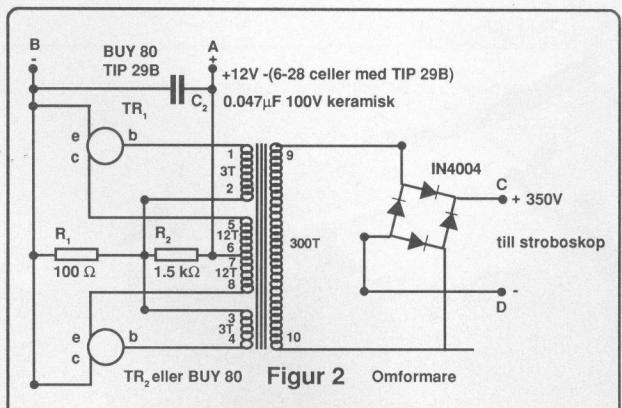 B
-
BUY 80
TIP 29B
A
+
+12V -(6-28 celler med TIP 29B)
C2
0.047µF 100V keramisk
TR1
e
b
c
1
3T
2
9
IN4004
C
+ 350V
5
12T
6
7
12T
8
300T
till stroboskop
R1
100 Ω
R2
1.5 kΩ
-
D
3
3T
4
10
e
b
c
TR2 eller BUY 80
Figur 2
Omformare